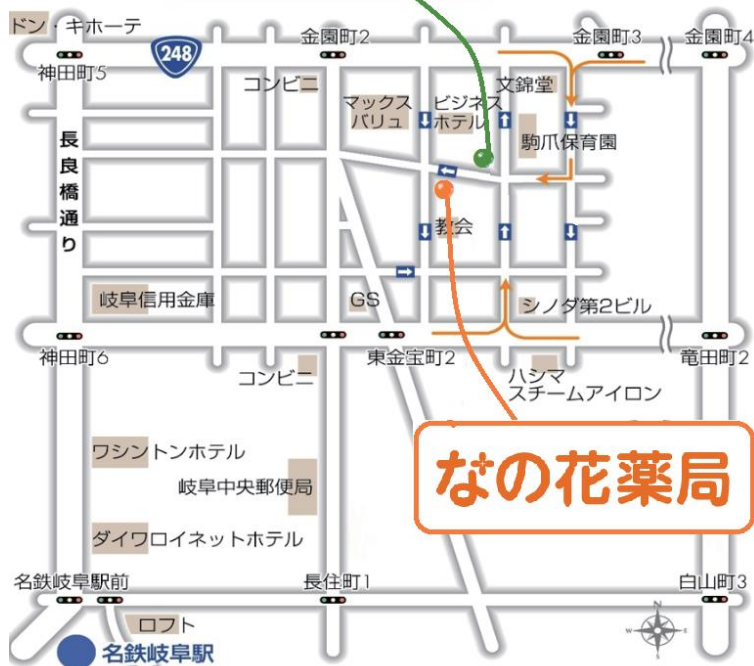 ドン・キホーテ
金園町2
金園町3
金園町4
248
神田町5
コンビニ
文錦堂
マックス
バリュ
ビジネス
ホテル
駒爪保育園
長良橋通り
教会
岐阜信用金庫
GS
シノダ第2ビル
神田町6
東金宝町2
竜田町2
コンビニ
ハシマ
スチームアイロン
ワシントンホテル
なの花薬局
岐阜中央郵便局
ダイワロイネットホテル
名鉄岐阜駅前
長住町1
白山町3
ロフト
名鉄岐阜駅
N
W
E
S